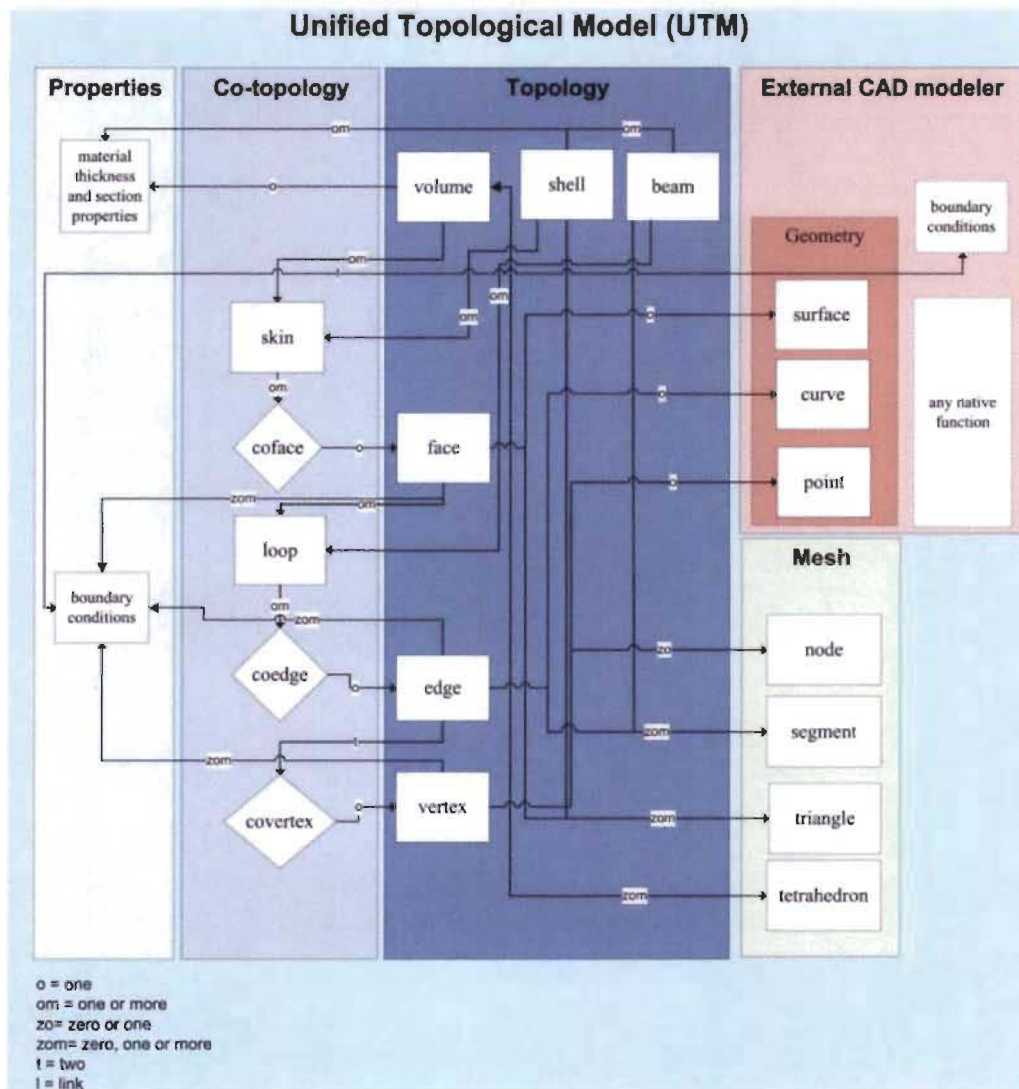 Unified Topological Model (UTM)
Properties
Co-topology
Topology
External CAD modeler
om
om
material
thickness
and section
properties
o
volume
shell
beam
boundary
conditions
Geometry
om
l
om
om
skin
o
surface
om
o
curve
any native
function
coface
o
face
o
point
zom
om
loop
Mesh
om
boundary
conditions
zom
coedge
o
edge
zo
node
t
zom
segment
zom
covertex
o
vertex
zom
triangle
zom
tetrahedron
o = one
om = one or more
zo= zero or one
zom= zero, one or more
t = two
l = link